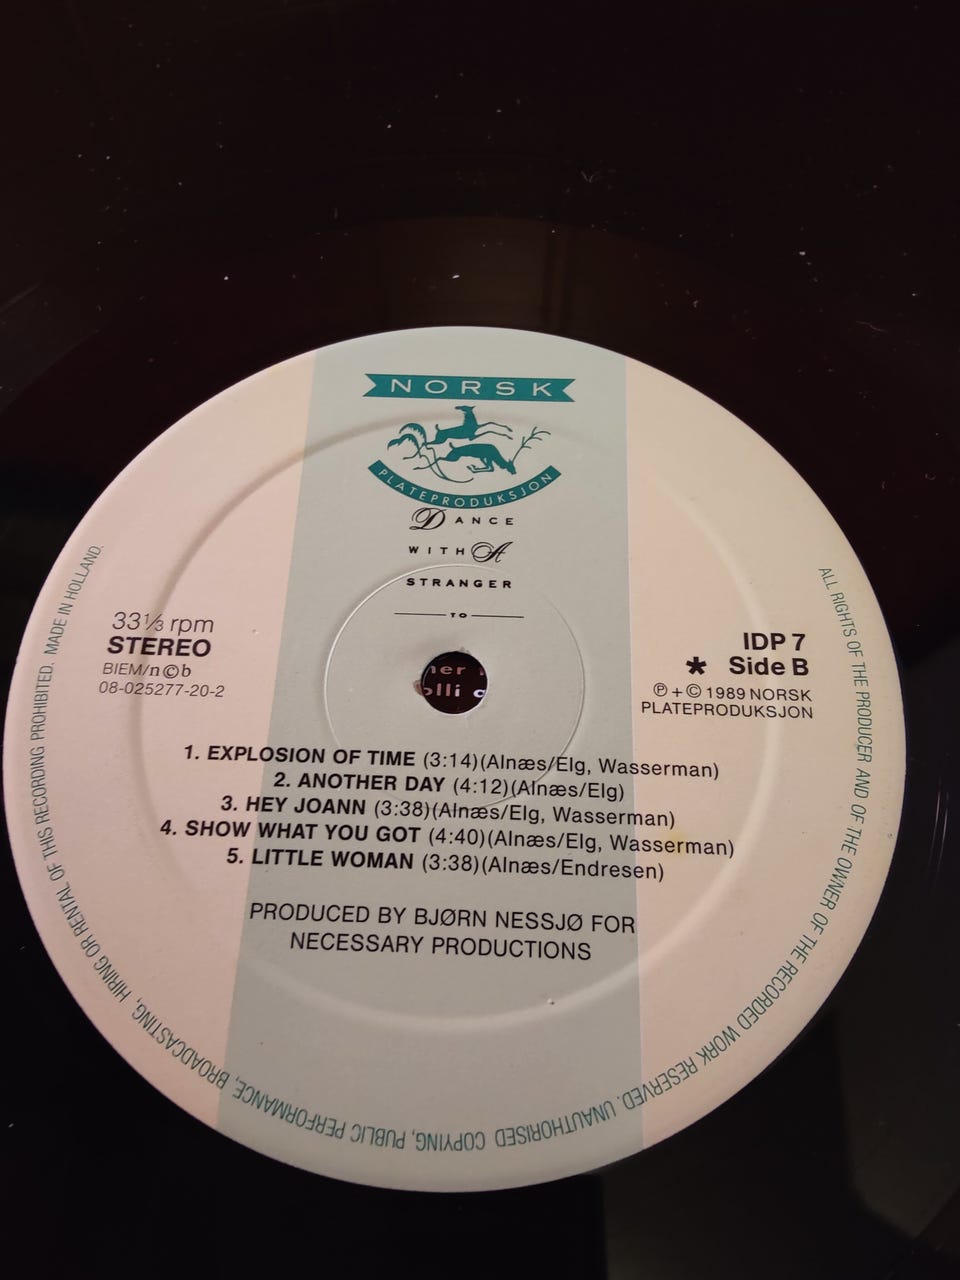 NORSK
PLATEPRODUKSJON
DANCE
WITH A
STRANGER
TO
33⅓ rpm
STEREO
BIEM/n©b
08-025277-20-2
IDP 7
* Side B
℗ + © 1989 NORSK
PLATEPRODUKSJON
1. EXPLOSION OF TIME (3:14)(Alnæs/Elg, Wasserman)
2. ANOTHER DAY (4:12)(Alnæs/Elg)
3. HEY JOANN (3:38)(Alnæs/Elg, Wasserman)
4. SHOW WHAT YOU GOT (4:40)(Alnæs/Elg, Wasserman)
5. LITTLE WOMAN (3:38)(Alnæs/Endresen)
PRODUCED BY BJØRN NESSJØ FOR
NECESSARY PRODUCTIONS
ALL RIGHTS OF THE PRODUCER AND OF THE OWNER OF THE RECORDED WORK RESERVED. UNAUTHORISED COPYING, PUBLIC PERFORMANCE, BROADCASTING, HIRING OR RENTAL OF THIS RECORDING PROHIBITED. MADE IN HOLLAND.